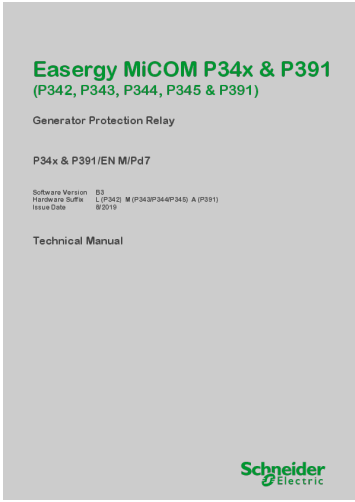 Easergy MiCOM P34x & P391
(P342, P343, P344, P345 & P391)
Generator Protection Relay
P34x & P391/EN M/Pd7
Software Version B3
Hardware Suffix L (P342) M (P343/P344/P345) A (P391)
Issue Date 8/2019
Technical Manual
Schneider
Electric